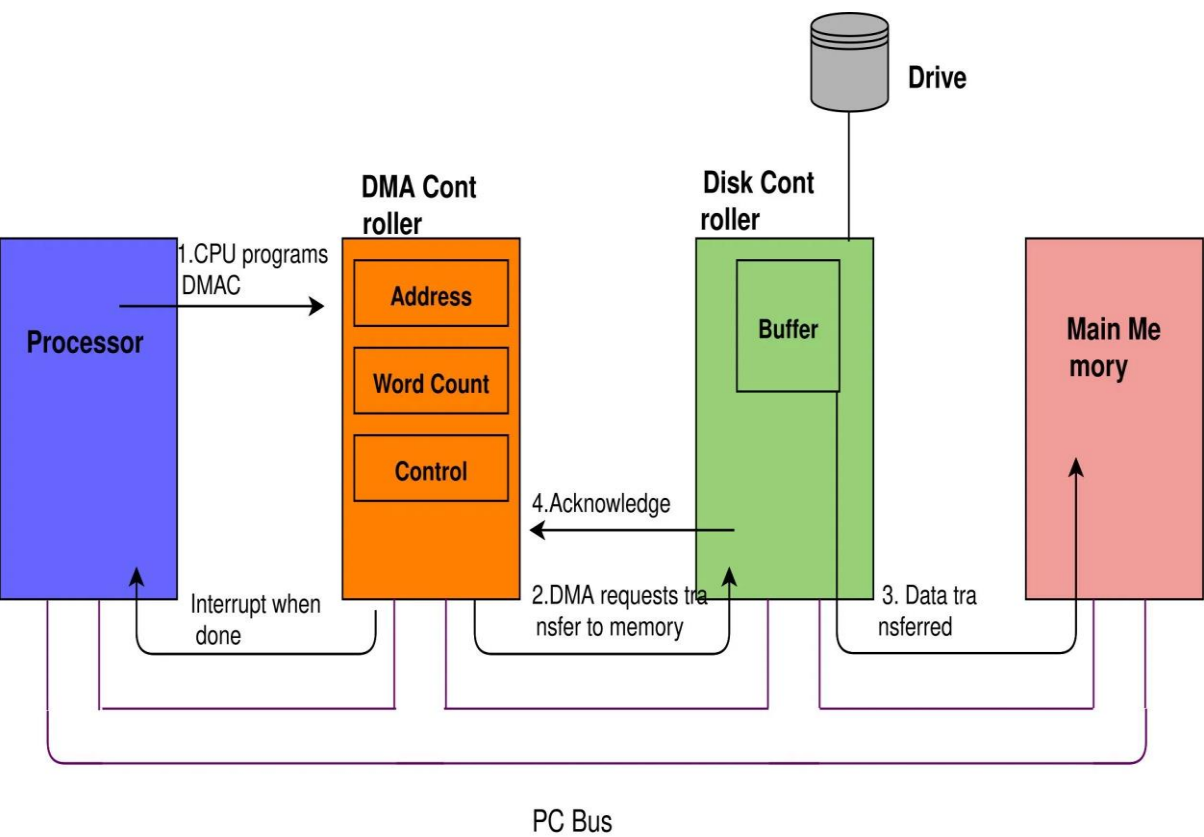 Drive
DMA Cont
roller
Disk Cont
roller
1.CPU programs
DMAC
Processor
Address
Word Count
Control
Buffer
Main Me
mory
4.Acknowledge
Interrupt when
done
2.DMA requests tra
nsfer to memory
3. Data tra
nsferred
PC Bus